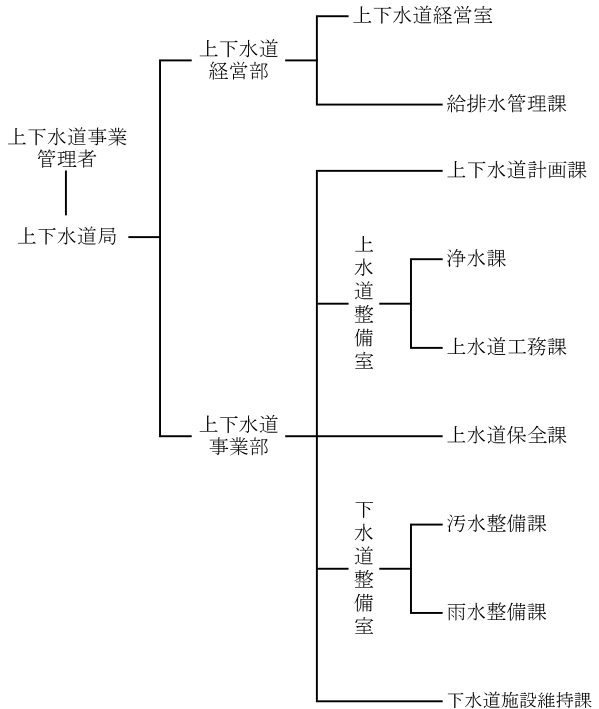 上下水道事業
管理者
上下水道局
上下水道
経営部
上下水道経営室
給排水管理課
上下水道
事業部
上下水道計画課
上水道整備室
浄水課
上水道工務課
上水道保全課
下水道整備室
汚水整備課
雨水整備課
下水道施設維持課